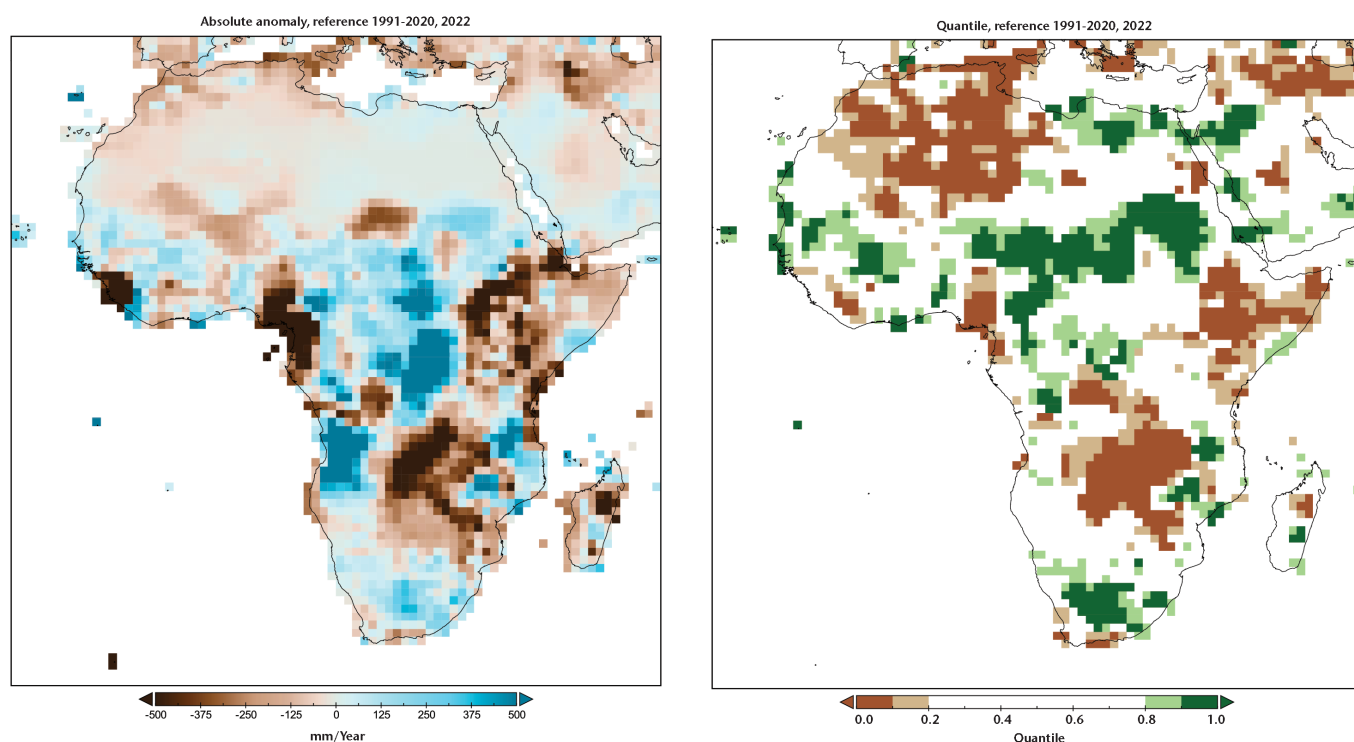 Absolute anomaly, reference 1991-2020, 2022
-500 -375 -250 -125 0 125 250 375 500
mm/Year
Quantile, reference 1991-2020, 2022
0.0 0.2 0.4 0.6 0.8 1.0
Quantile